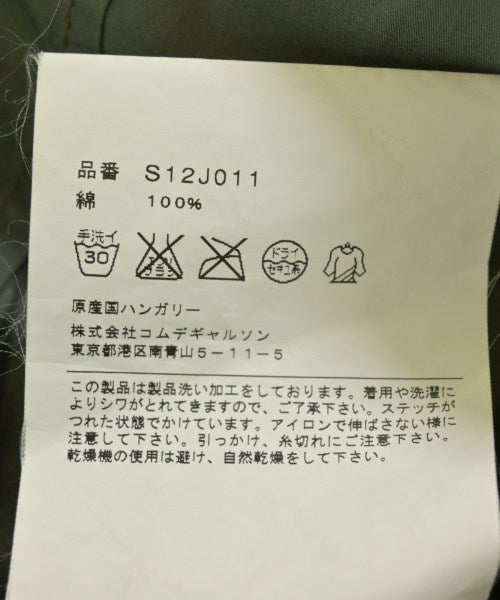 品番 S12J011
綿 100%
手洗イ 30 エンソサラシ ドライ セキユ系
原産国ハンガリー
株式会社コムデギャルソン
東京都港区南青山5-11-5
この製品は製品洗い加工をしております。着用や洗濯に
よりシワがとれてきますので、ご了承下さい。ステッチが
つれた状態でかけています。アイロンで伸ばさない様に
注意して下さい。引っかけ、糸切れにご注意下さい。
乾燥機の使用は避け、自然乾燥をして下さい。